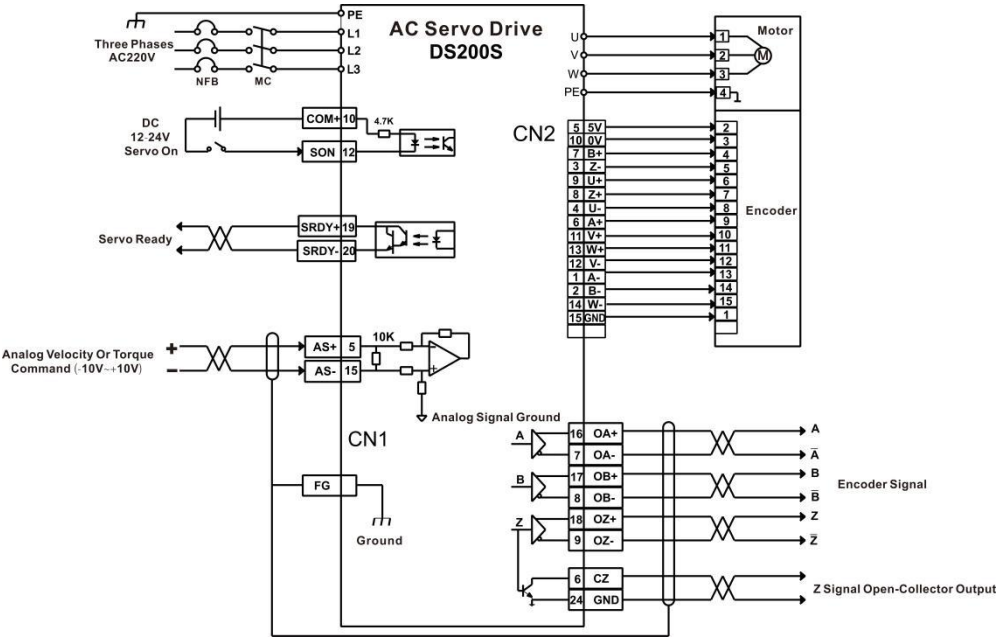 PE
L1
L2
L3
Three Phases
AC220V
NFB
MC
AC Servo Drive
DS200S
U
V
W
PE
1
2
3
4
Motor
M
DC
12-24V
Servo On
COM+ 10
4.7K
SON 12
Servo Ready
SRDY+ 19
SRDY- 20
CN2
5 5V 2
10 0V 3
7 B+ 4
3 Z- 5
9 U+ 6
8 Z+ 7
4 U- 8
6 A+ 9
11 V+ 10
13 W+ 11
12 V- 12
1 A- 13
2 B- 14
14 W- 15
15 GND 1
Encoder
Analog Velocity Or Torque
Command (-10V~+10V)
+
-
AS+ 5
AS- 15
10K
+
Analog Signal Ground
CN1
FG
Ground
A
16 OA+
A
7 OA-
A̅
B
17 OB+
B
8 OB-
B̅
Encoder Signal
Z
18 OZ+
Z
9 OZ-
Z̅
6 CZ
24 GND
Z Signal Open-Collector Output